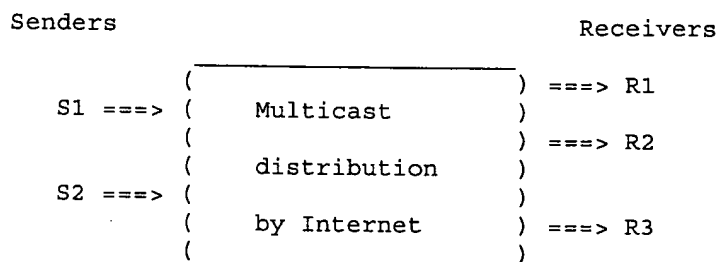 Senders Receivers
( ) ===> R1
S1 ===> ( Multicast )
( ) ===> R2
( distribution )
S2 ===> ( )
( by Internet ) ===> R3
( )